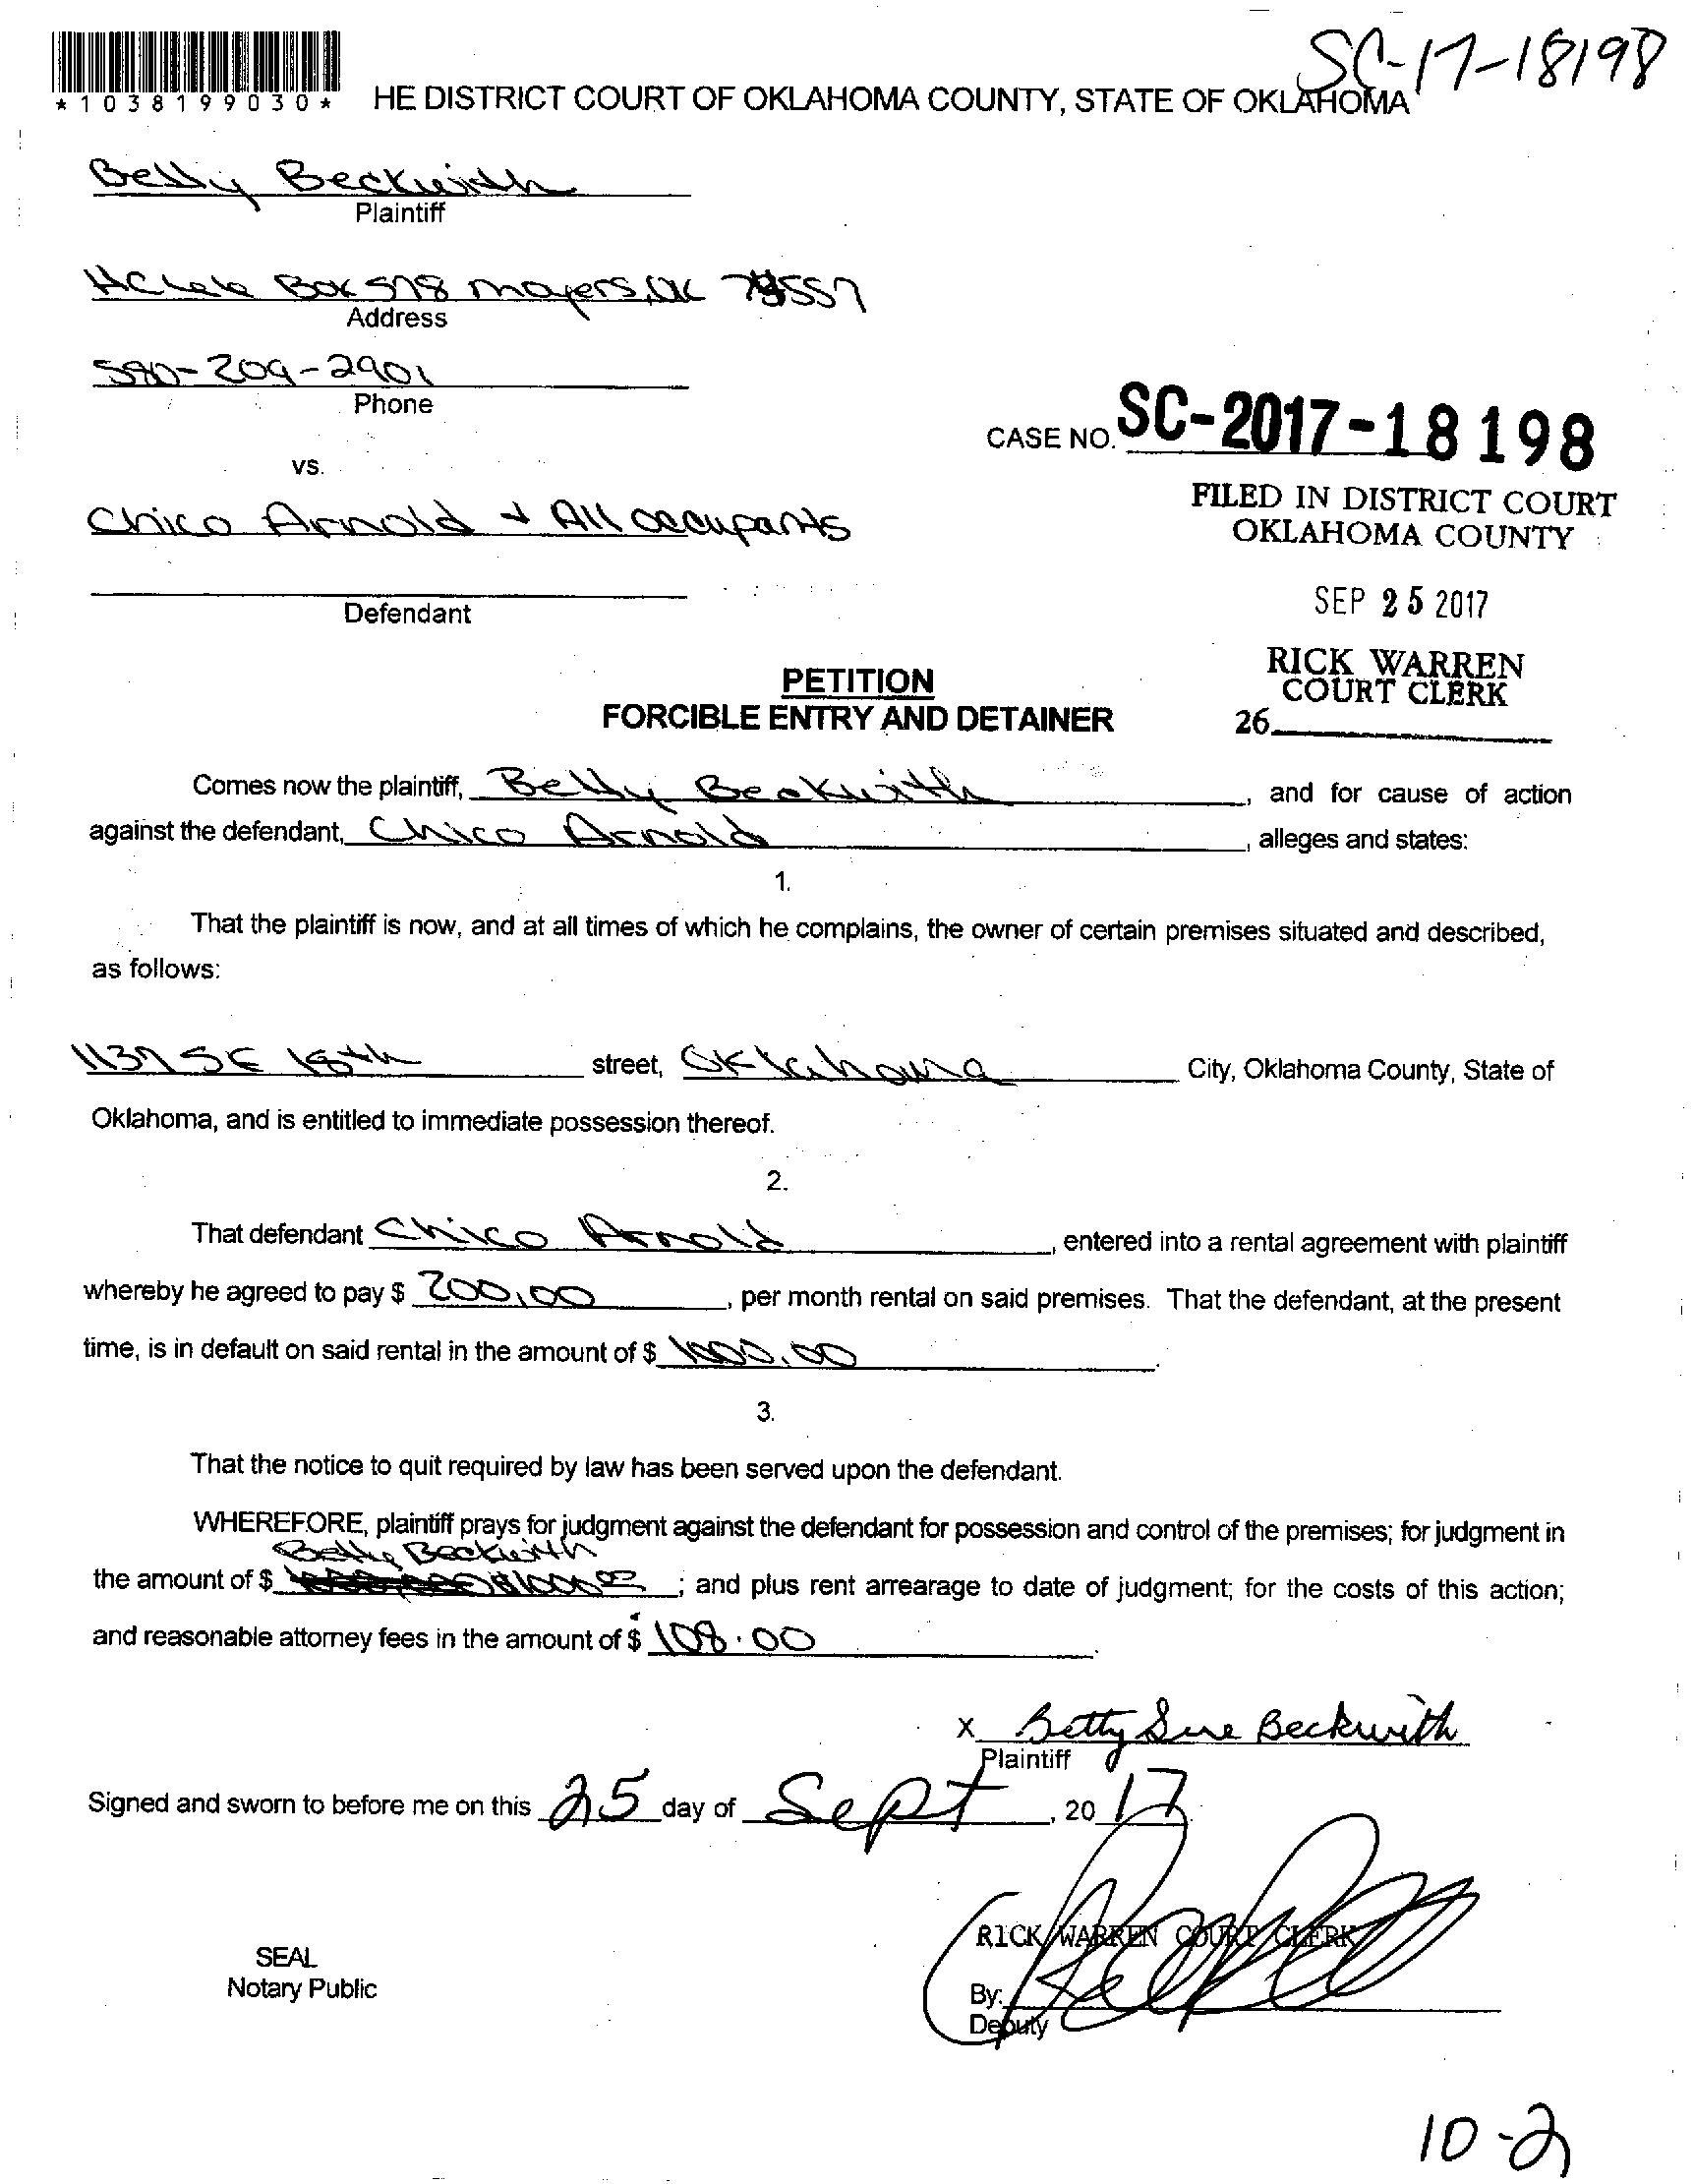 SC-17-18198
*1038199030*
HE DISTRICT COURT OF OKLAHOMA COUNTY, STATE OF OKLAHOMA
Betty Beckwith
Plaintiff
Box 578 moyers, OK
Address
580-209-2901
Phone
CASE NO. SC-2017-18198
vs.
FILED IN DISTRICT COURT
OKLAHOMA COUNTY
Chico Arnold + All occupants
SEP 25 2017
Defendant
RICK WARREN
COURT CLERK
26
PETITION
FORCIBLE ENTRY AND DETAINER
Comes now the plaintiff, Betty Beckwith, and for cause of action
against the defendant, Chico Arnold, alleges and states:
1.
That the plaintiff is now, and at all times of which he complains, the owner of certain premises situated and described,
as follows:
1137 SE 18th street, Oklahoma City, Oklahoma County, State of
Oklahoma, and is entitled to immediate possession thereof.
2.
That defendant Chico Arnold, entered into a rental agreement with plaintiff
whereby he agreed to pay $ 200.00, per month rental on said premises. That the defendant, at the present
time, is in default on said rental in the amount of $ 1000.00.
3.
That the notice to quit required by law has been served upon the defendant.
WHEREFORE, plaintiff prays for judgment against the defendant for possession and control of the premises; for judgment in
Betty Beckwith
the amount of $ $1000.00; and plus rent arrearage to date of judgment; for the costs of this action;
and reasonable attorney fees in the amount of $ 108.00.
X Betty Sue Beckwith
Plaintiff
Signed and sworn to before me on this 25 day of Sept, 20 17.
RICK WARREN COURT CLERK
SEAL
Notary Public
By:
Deputy
10-2